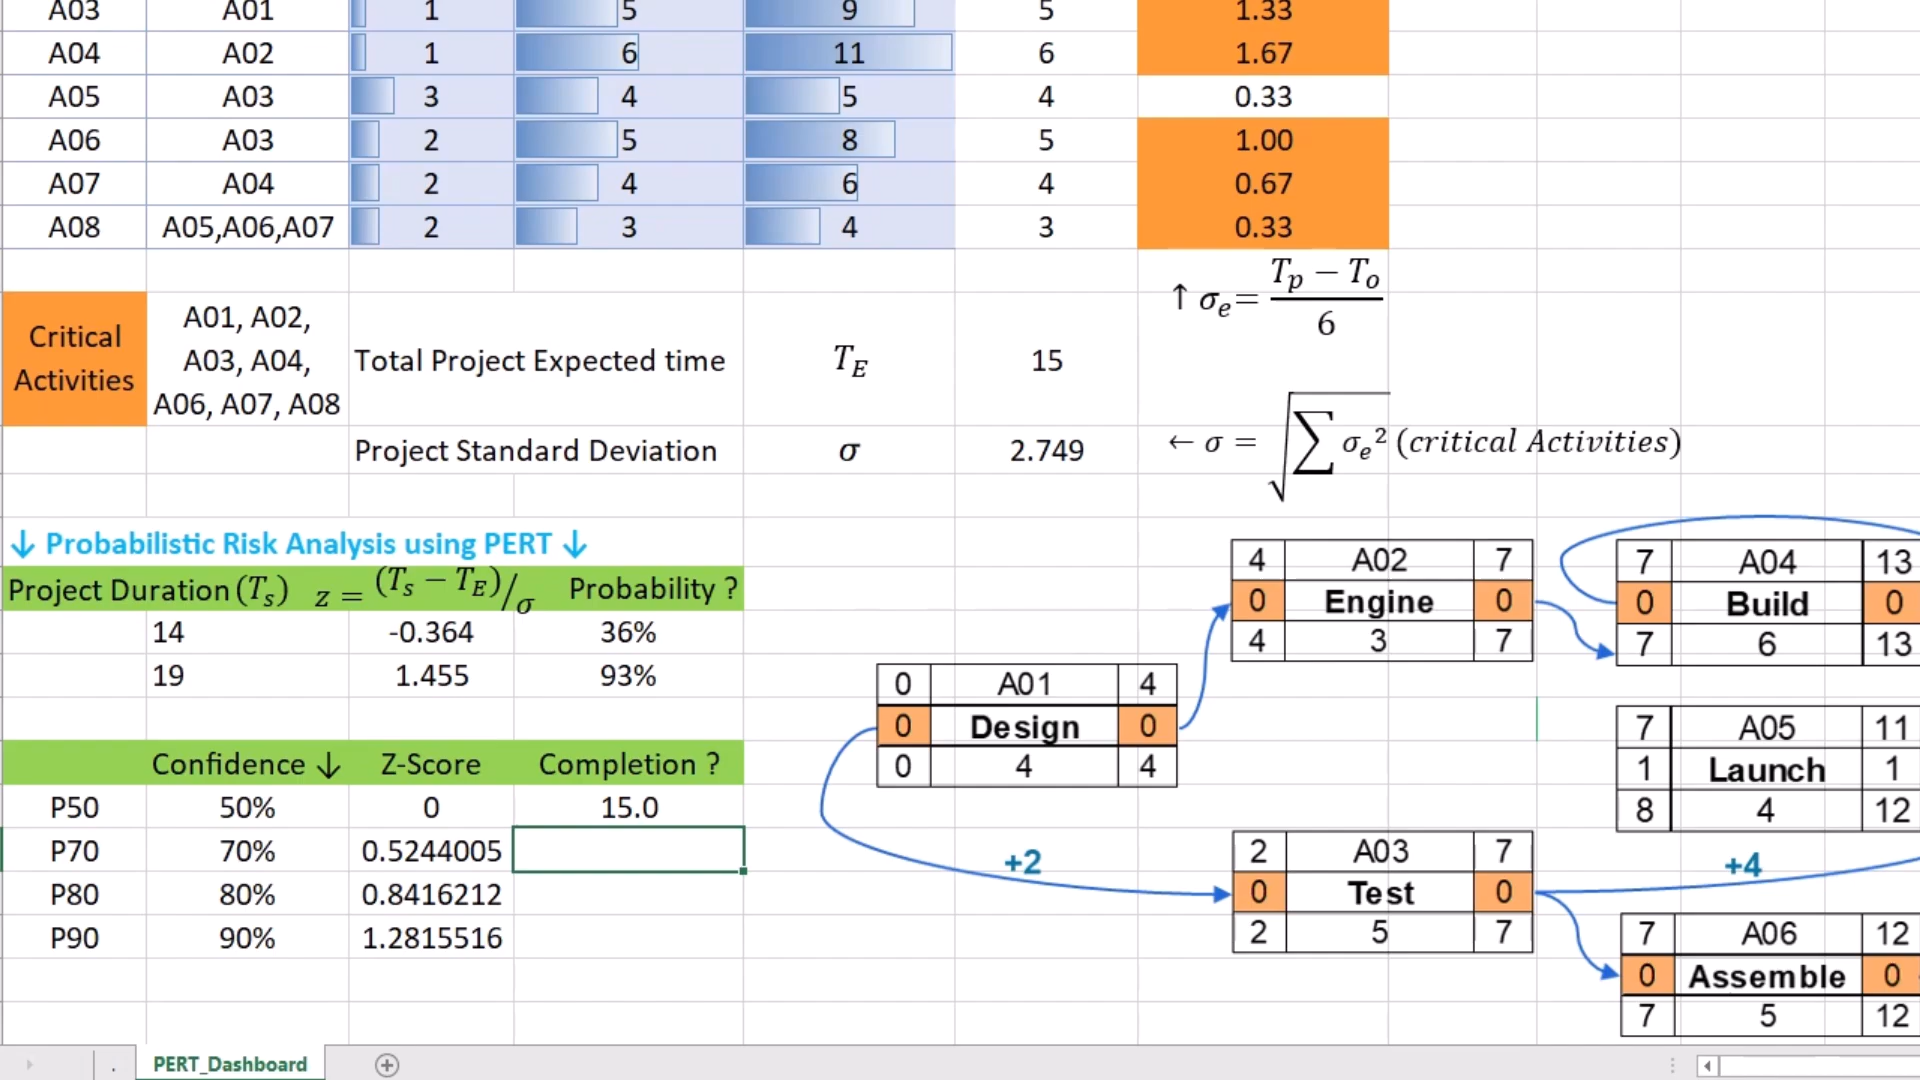 A03 A01 1 5 9 5 1.33
A04 A02 1 6 11 6 1.67
A05 A03 3 4 5 4 0.33
A06 A03 2 5 8 5 1.00
A07 A04 2 4 6 4 0.67
A08 A05,A06,A07 2 3 4 3 0.33
↑ σe = (Tp − To)/6
Critical Activities
A01, A02,
A03, A04,
A06, A07, A08
Total Project Expected time TE 15
Project Standard Deviation σ 2.749
← σ = √∑σe² (critical Activities)
↓ Probabilistic Risk Analysis using PERT ↓
Project Duration (Ts) z = (Ts − TE)/σ Probability ?
14 -0.364 36%
19 1.455 93%
Confidence ↓ Z-Score Completion ?
P50 50% 0 15.0
P70 70% 0.5244005
P80 80% 0.8416212
P90 90% 1.2815516
0 A01 4
0 Design 0
0 4 4
4 A02 7
0 Engine 0
4 3 7
7 A04 13
0 Build 0
7 6 13
7 A05 11
1 Launch 1
8 4 12
+2
2 A03 7
0 Test 0
2 5 7
+4
7 A06 12
0 Assemble 0
7 5 12
PERT_Dashboard